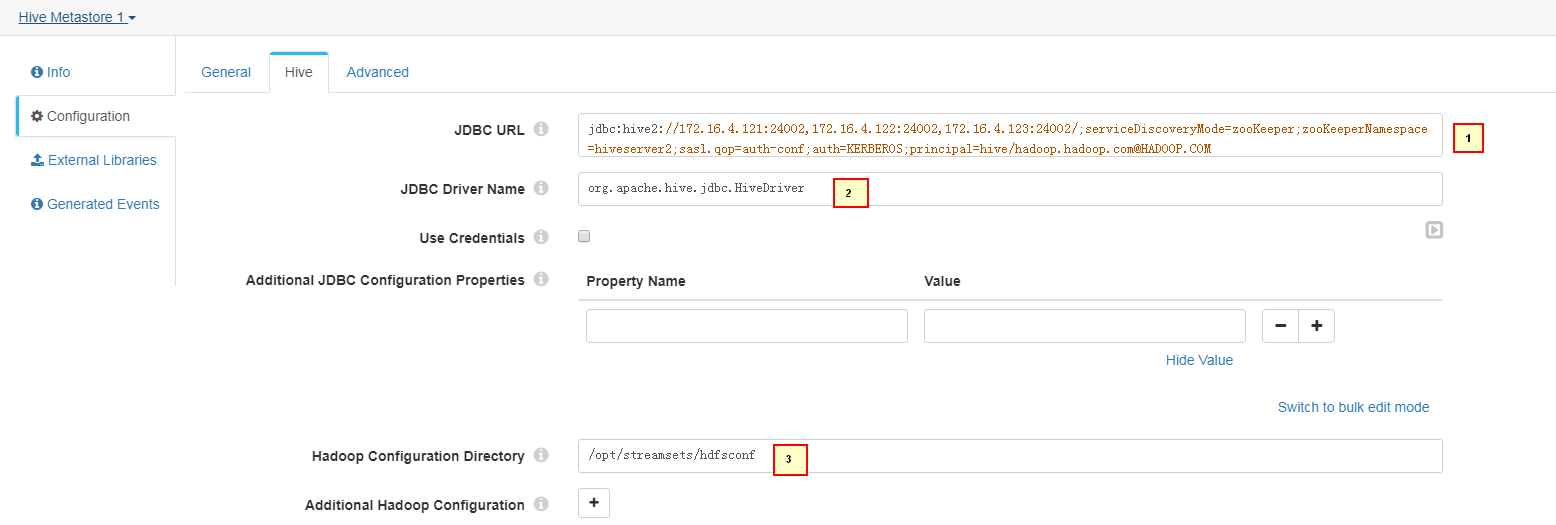 Hive Metastore 1
Info
Configuration
External Libraries
Generated Events
General Hive Advanced
JDBC URL
jdbc:hive2://172.16.4.121:24002,172.16.4.122:24002,172.16.4.123:24002/;serviceDiscoveryMode=zooKeeper;zooKeeperNamespace
=hiveserver2;sasl.qop=auth-conf;auth=KERBEROS;principal=hive/hadoop.hadoop.com@HADOOP.COM
1
JDBC Driver Name
org.apache.hive.jdbc.HiveDriver
2
Use Credentials
Additional JDBC Configuration Properties
Property Name Value
Hide Value
Switch to bulk edit mode
Hadoop Configuration Directory
/opt/streamsets/hdfsconf
3
Additional Hadoop Configuration